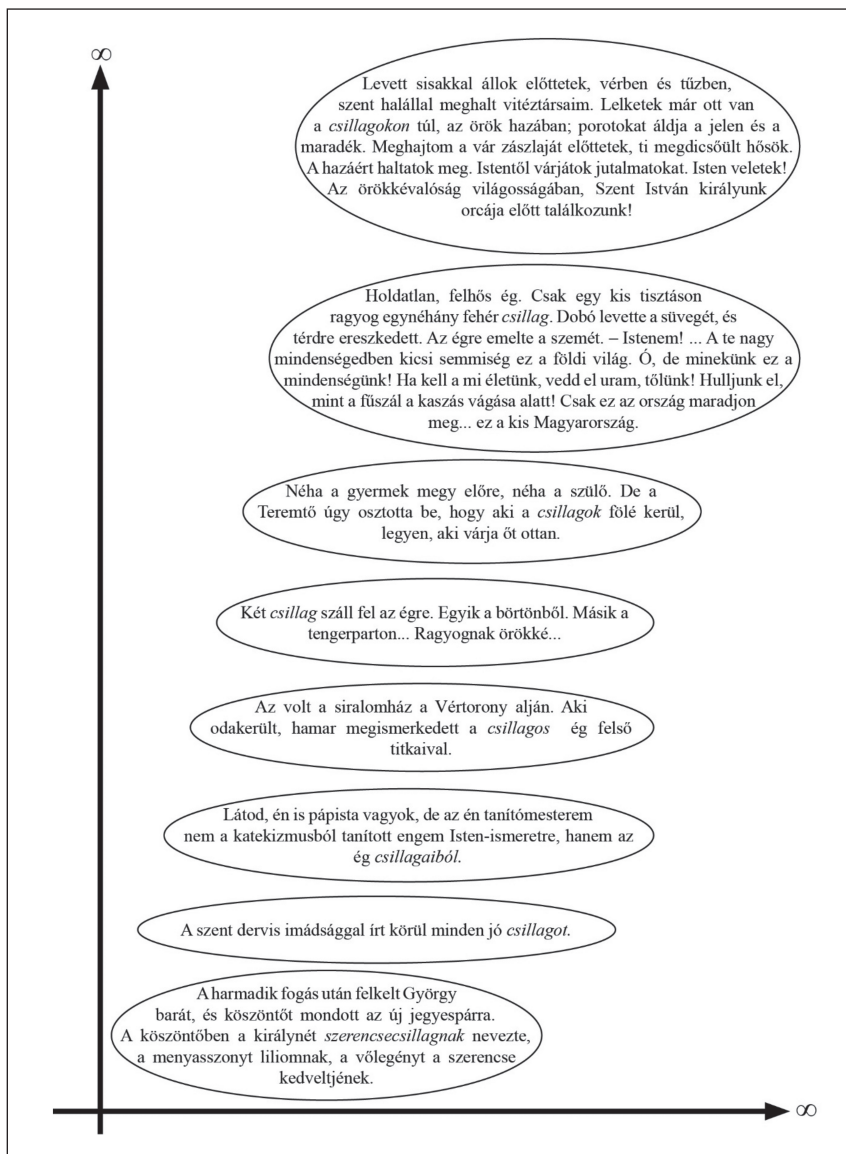 ∞
Levett sisakkal állok előttetek, vérben és tűzben,
szent halállal meghalt vitéztársaim. Lelketek már ott van
a csillagokon túl, az örök hazában; porotokat áldja a jelen és a
maradék. Meghajtom a vár zászlaját előttetek, ti megdicsőült hősök.
A hazáért haltatok meg. Istentől várjátok jutalmatokat. Isten veletek!
Az örökkévalóság világosságában, Szent István királyunk
orcája előtt találkozunk!
Holdatlan, felhős ég. Csak egy kis tisztáson
ragyog egynéhány fehér csillag. Dobó levette a süvegét, és
térdre ereszkedett. Az égre emelte a szemét. – Istenem! ... A te nagy
mindenségedben kicsi semmiség ez a földi világ. Ó, de minekünk ez a
mindenségünk! Ha kell a mi életünk, vedd el uram, tőlünk! Hulljunk el,
mint a fűszál a kaszás vágása alatt! Csak ez az ország maradjon
meg... ez a kis Magyarország.
Néha a gyermek megy előre, néha a szülő. De a
Teremtő úgy osztotta be, hogy aki a csillagok fölé kerül,
legyen, aki várja őt ottan.
Két csillag száll fel az égre. Egyik a börtönből. Másik a
tengerparton... Ragyognak örökké...
Az volt a siralomház a Vértorony alján. Aki
odakerült, hamar megismerkedett a csillagos ég felső
titkaival.
Látod, én is pápista vagyok, de az én tanítómesterem
nem a katekizmusból tanított engem Isten-ismeretre, hanem az
ég csillagaiból.
A szent dervis imádsággal írt körül minden jó csillagot.
A harmadik fogás után felkelt György
barát, és köszöntőt mondott az új jegyespárra.
A köszöntőben a királynét szerencsecsillagnak nevezte,
a menyasszonyt liliomnak, a vőlegényt a szerencse
kedveltjének.
∞